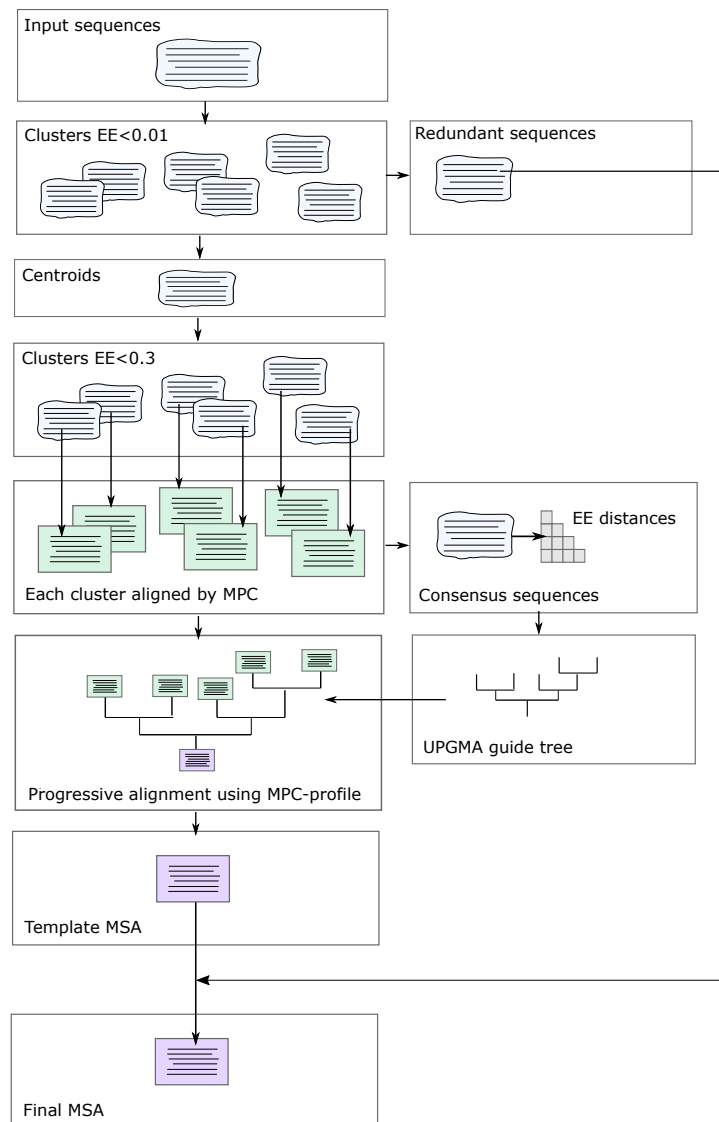 Input sequences
Clusters EE<0.01
Redundant sequences
Centroids
Clusters EE<0.3
EE distances
Each cluster aligned by MPC
Consensus sequences
UPGMA guide tree
Progressive alignment using MPC-profile
Template MSA
Final MSA